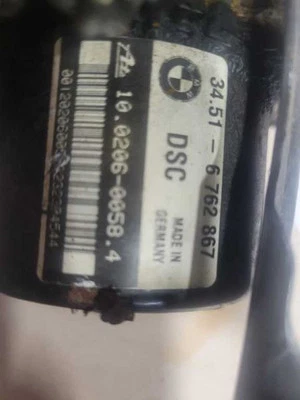 34.51 - 6 762 867
DSC
MADE IN
GERMANY
10.0206-0058.4